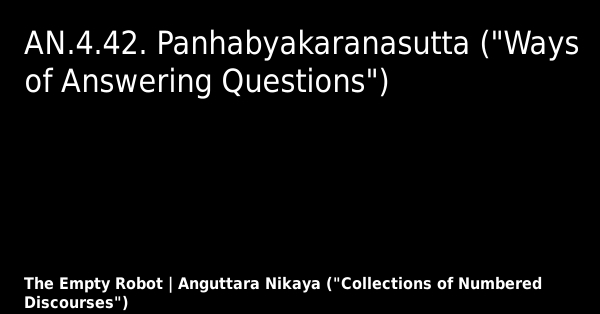 AN.4.42. Panhabyakaranasutta ("Ways
of Answering Questions")
The Empty Robot | Anguttara Nikaya ("Collections of Numbered
Discourses")